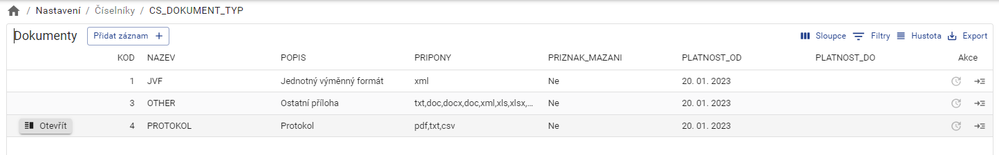 / Nastavení / Číselníky / CS_DOKUMENT_TYP
Dokumenty Přidat záznam + Sloupce Filtry Hustota Export
KOD NAZEV POPIS PRIPONY PRIZNAK_MAZANI PLATNOST_OD PLATNOST_DO Akce
1 JVF Jednotný výměnný formát xml Ne 20. 01. 2023
3 OTHER Ostatní příloha txt,doc,docx,doc,xml,xls,xlsx,... Ne 20. 01. 2023
Otevřít 4 PROTOKOL Protokol pdf,txt,csv Ne 20. 01. 2023